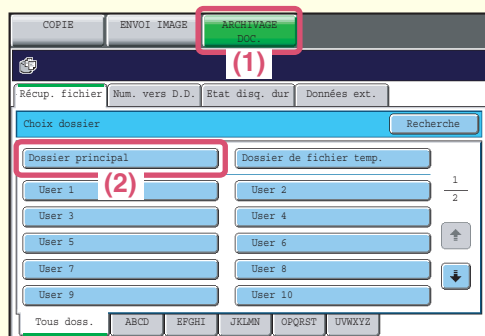 COPIE ENVOI IMAGE ARCHIVAGE
DOC.
(1)
Récup. fichier Num. vers D.D. Etat disq. dur Données ext.
Choix dossier Recherche
Dossier principal Dossier de fichier temp.
(2)
User 1 User 2
1
2
User 3 User 4
User 5 User 6
User 7 User 8
User 9 User 10
Tous doss. ABCD EFGHI JKLMN OPQRST UVWXYZ